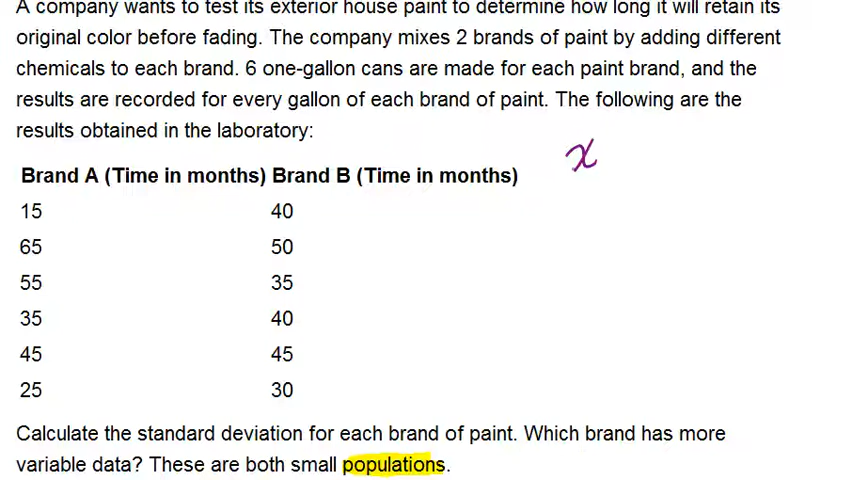 A company wants to test its exterior house paint to determine how long it will retain its
original color before fading. The company mixes 2 brands of paint by adding different
chemicals to each brand. 6 one-gallon cans are made for each paint brand, and the
results are recorded for every gallon of each brand of paint. The following are the
results obtained in the laboratory:
x
Brand A (Time in months) Brand B (Time in months)
15 40
65 50
55 35
35 40
45 45
25 30
Calculate the standard deviation for each brand of paint. Which brand has more
variable data? These are both small populations.